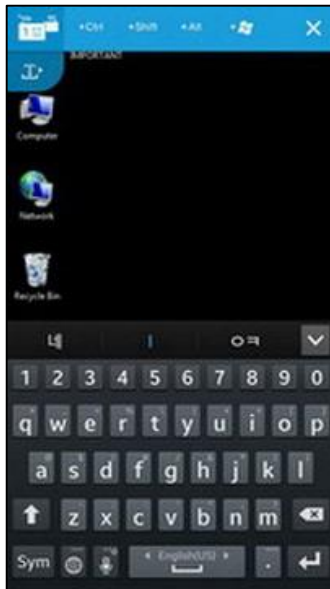 +Ctrl +Shift +Alt +
IMPORTANT
Computer
Network
Recycle Bin
네 ㅣ ㅇㅋ
1 2 3 4 5 6 7 8 9 0
q w e r t y u i o p
a s d f g h j k l
z x c v b n m
Sym English(US) .